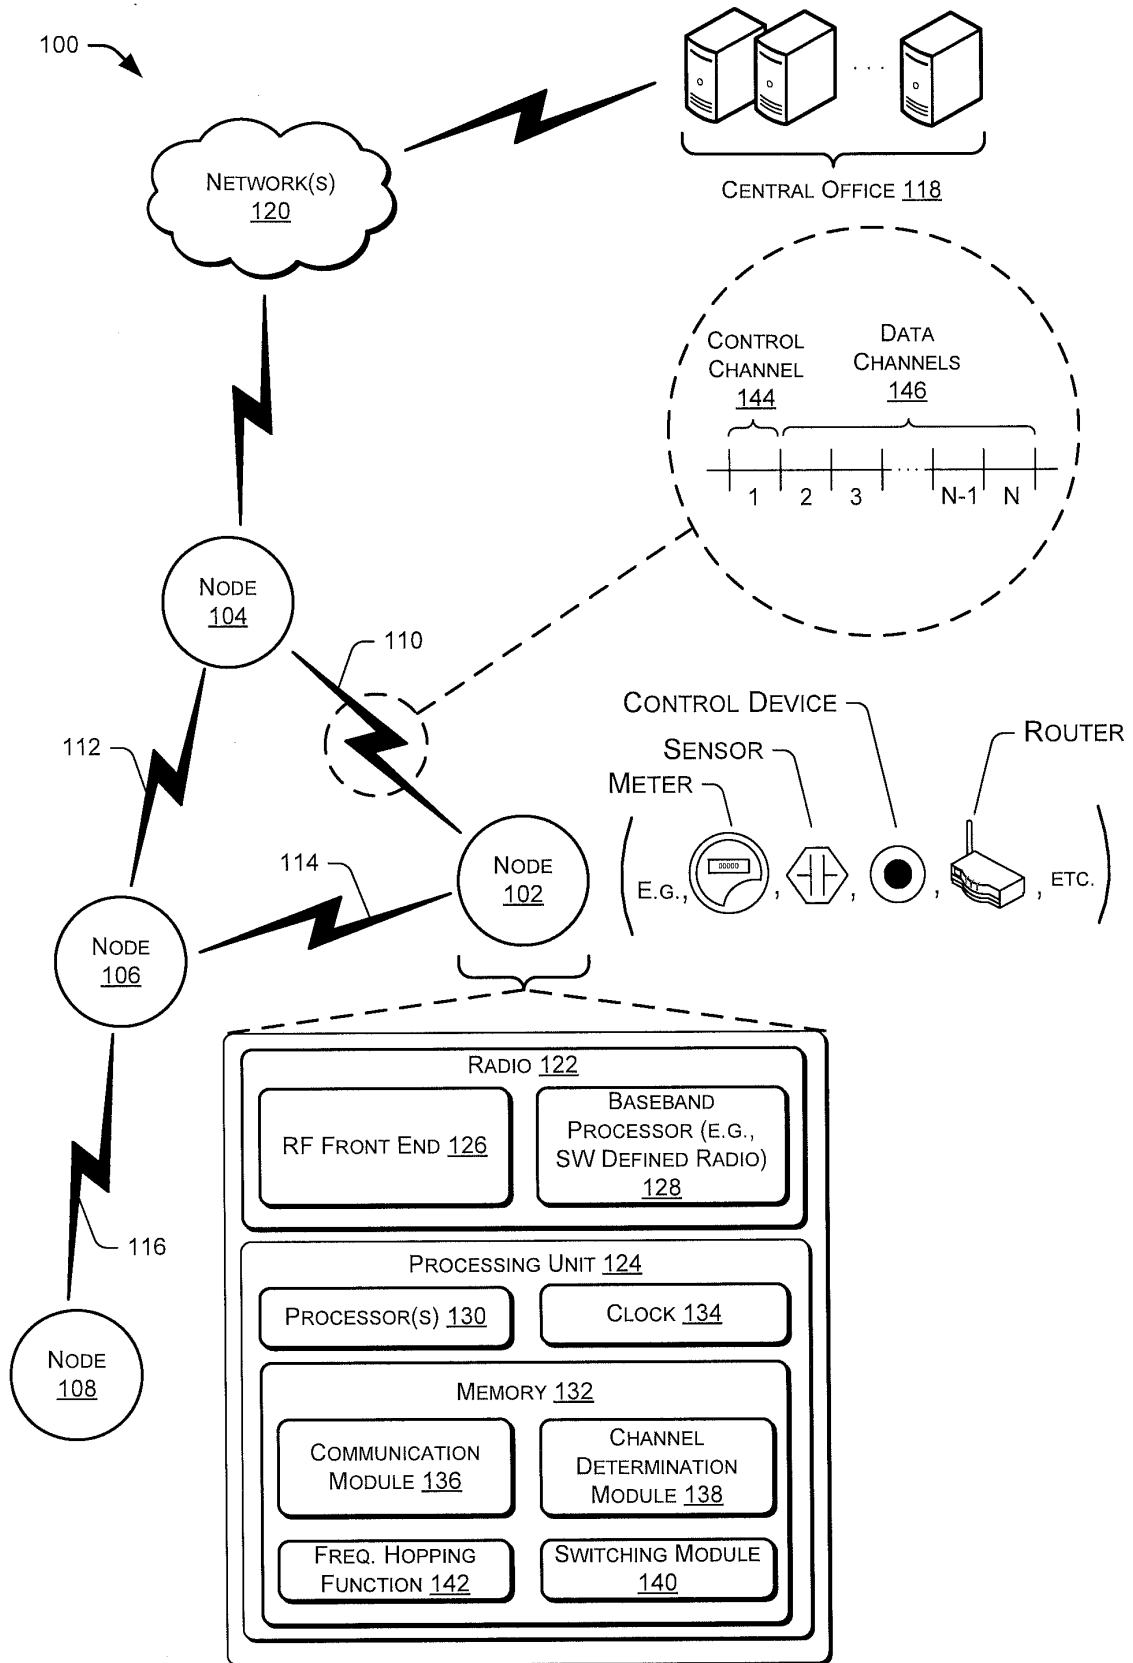 100
NETWORK(S)
120
CENTRAL OFFICE 118
CONTROL
CHANNEL
144
DATA
CHANNELS
146
1 2 3 ... N-1 N
NODE
104
110
112
CONTROL DEVICE
SENSOR
METER
ROUTER
114
NODE
102
( E.G., 00000 , , , , ETC. )
NODE
106
RADIO 122
RF FRONT END 126
BASEBAND
PROCESSOR (E.G.,
SW DEFINED RADIO)
128
116
PROCESSING UNIT 124
PROCESSOR(S) 130
CLOCK 134
NODE
108
MEMORY 132
COMMUNICATION
MODULE 136
CHANNEL
DETERMINATION
MODULE 138
FREQ. HOPPING
FUNCTION 142
SWITCHING MODULE
140